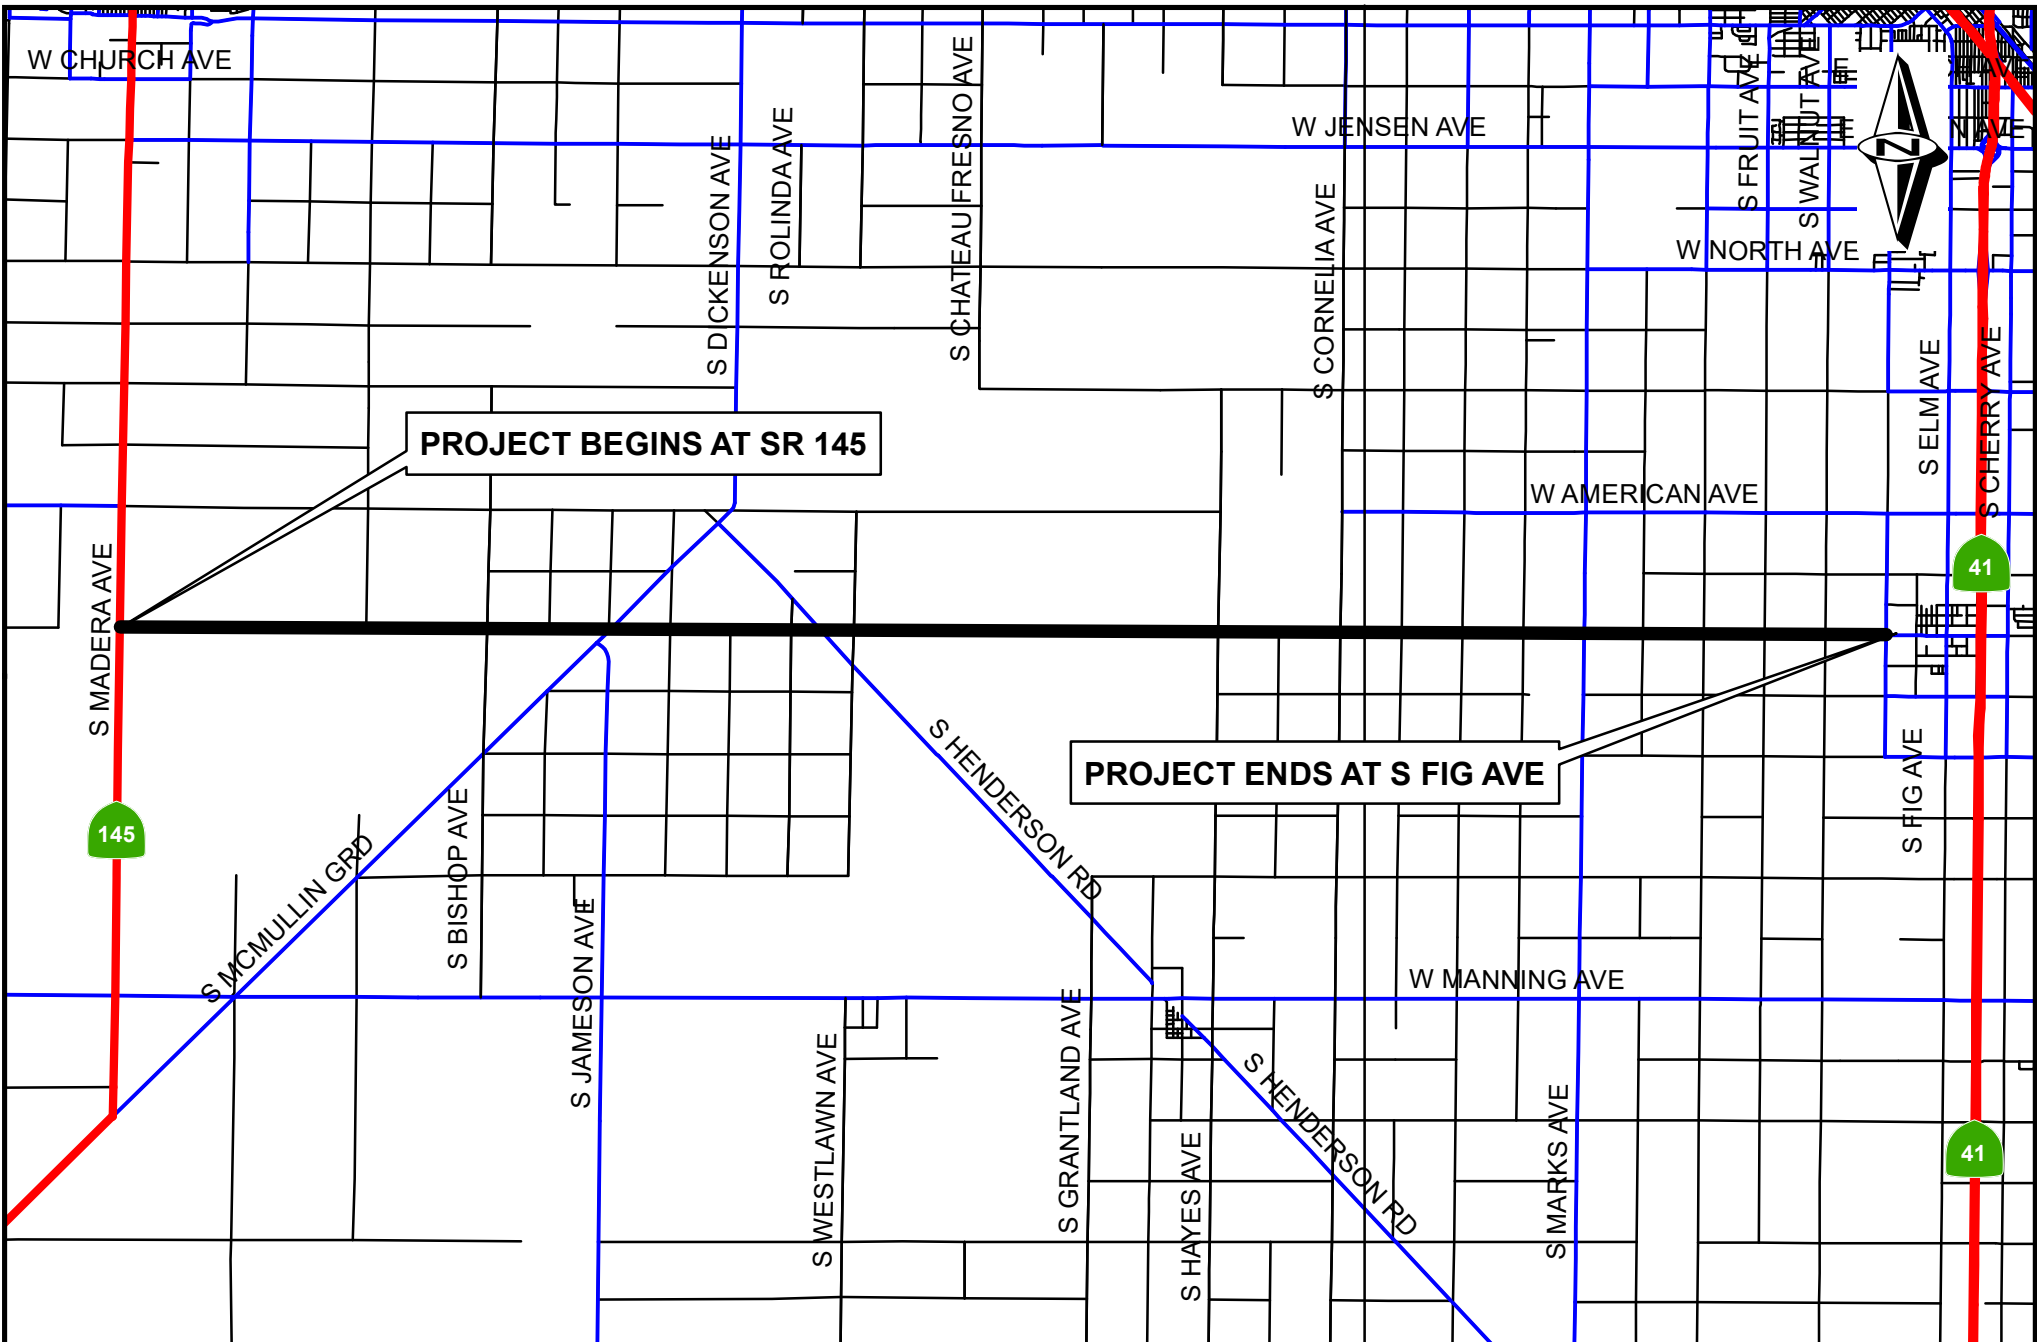 W CHURCH AVE
S DICKENSON AVE
S ROLINDA AVE
S CHATEAU FRESNO AVE
W JENSEN AVE
S FRUIT AVE
S WALNUT AVE
N
S CORNELIA AVE
W NORTH AVE
S ELM AVE
S CHERRY AVE
PROJECT BEGINS AT SR 145
W AMERICAN AVE
41
S MADERA AVE
S HENDERSON RD
PROJECT ENDS AT S FIG AVE
S FIG AVE
145
S MCMULLIN GRD
S BISHOP AVE
S JAMESON AVE
W MANNING AVE
S WESTLAWN AVE
S GRANTLAND AVE
S HAYES AVE
S HENDERSON RD
S MARKS AVE
41